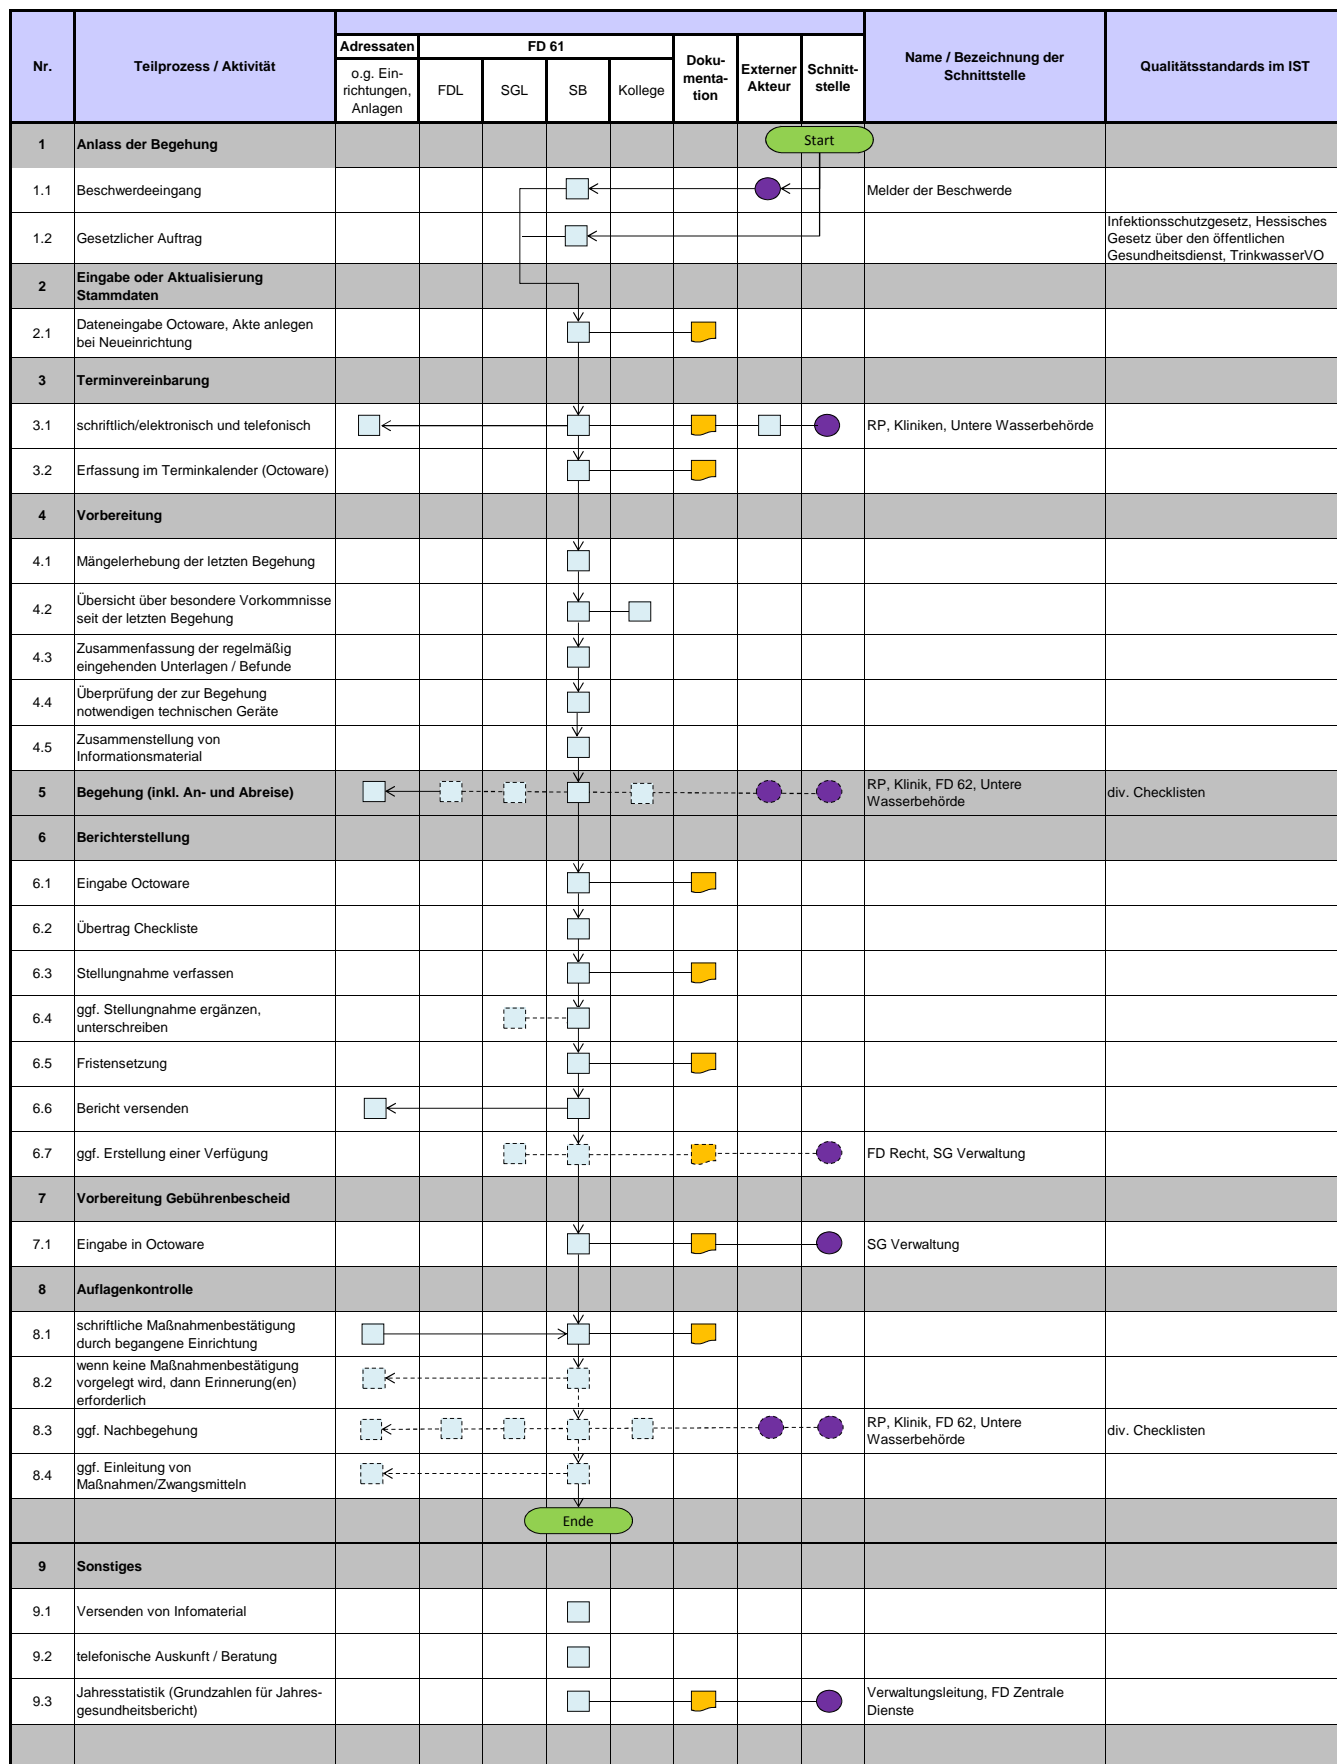 Nr.
Teilprozess / Aktivität
Adressaten
FD 61
o.g. Ein-
richtungen,
Anlagen
FDL
SGL
SB
Kollege
Doku-
menta-
tion
Externer
Akteur
Schnitt-
stelle
Name / Bezeichnung der
Schnittstelle
Qualitätsstandards im IST
1
Anlass der Begehung
Start
1.1
Beschwerdeeingang
Melder der Beschwerde
1.2
Gesetzlicher Auftrag
Infektionsschutzgesetz, Hessisches
Gesetz über den öffentlichen
Gesundheitsdienst, TrinkwasserVO
2
Eingabe oder Aktualisierung
Stammdaten
2.1
Dateneingabe Octoware, Akte anlegen
bei Neueinrichtung
3
Terminvereinbarung
3.1
schriftlich/elektronisch und telefonisch
RP, Kliniken, Untere Wasserbehörde
3.2
Erfassung im Terminkalender (Octoware)
4
Vorbereitung
4.1
Mängelerhebung der letzten Begehung
4.2
Übersicht über besondere Vorkommnisse
seit der letzten Begehung
4.3
Zusammenfassung der regelmäßig
eingehenden Unterlagen / Befunde
4.4
Überprüfung der zur Begehung
notwendigen technischen Geräte
4.5
Zusammenstellung von
Informationsmaterial
5
Begehung (inkl. An- und Abreise)
RP, Klinik, FD 62, Untere
Wasserbehörde
div. Checklisten
6
Berichterstellung
6.1
Eingabe Octoware
6.2
Übertrag Checkliste
6.3
Stellungnahme verfassen
6.4
ggf. Stellungnahme ergänzen,
unterschreiben
6.5
Fristensetzung
6.6
Bericht versenden
6.7
ggf. Erstellung einer Verfügung
FD Recht, SG Verwaltung
7
Vorbereitung Gebührenbescheid
7.1
Eingabe in Octoware
SG Verwaltung
8
Auflagenkontrolle
8.1
schriftliche Maßnahmenbestätigung
durch begangene Einrichtung
8.2
wenn keine Maßnahmenbestätigung
vorgelegt wird, dann Erinnerung(en)
erforderlich
8.3
ggf. Nachbegehung
RP, Klinik, FD 62, Untere
Wasserbehörde
div. Checklisten
8.4
ggf. Einleitung von
Maßnahmen/Zwangsmitteln
Ende
9
Sonstiges
9.1
Versenden von Infomaterial
9.2
telefonische Auskunft / Beratung
9.3
Jahresstatistik (Grundzahlen für Jahres-
gesundheitsbericht)
Verwaltungsleitung, FD Zentrale
Dienste